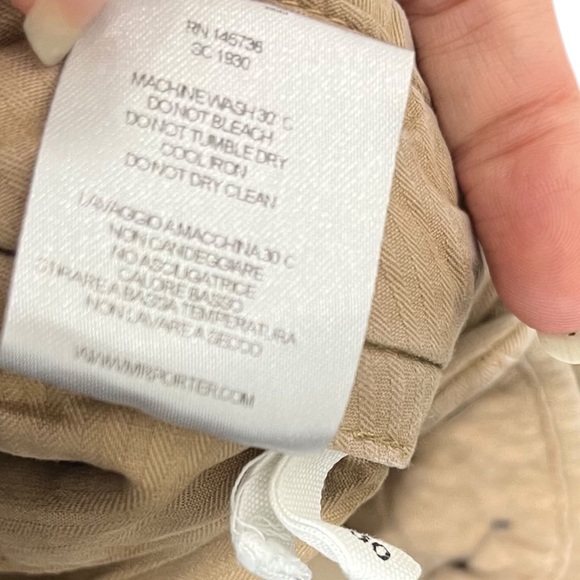 RN 145736
SC 1930
MACHINE WASH 30° C
DO NOT BLEACH
DO NOT TUMBLE DRY
COOL IRON
DO NOT DRY CLEAN
LAVAGGIO A MACCHINA 30 C
NON CANDEGGIARE
NO ASCIUGATRICE
CALORE BASSO
STIRARE A BASSA TEMPERATURA
NON LAVARE A SECCO
WWW.MRPORTER.COM